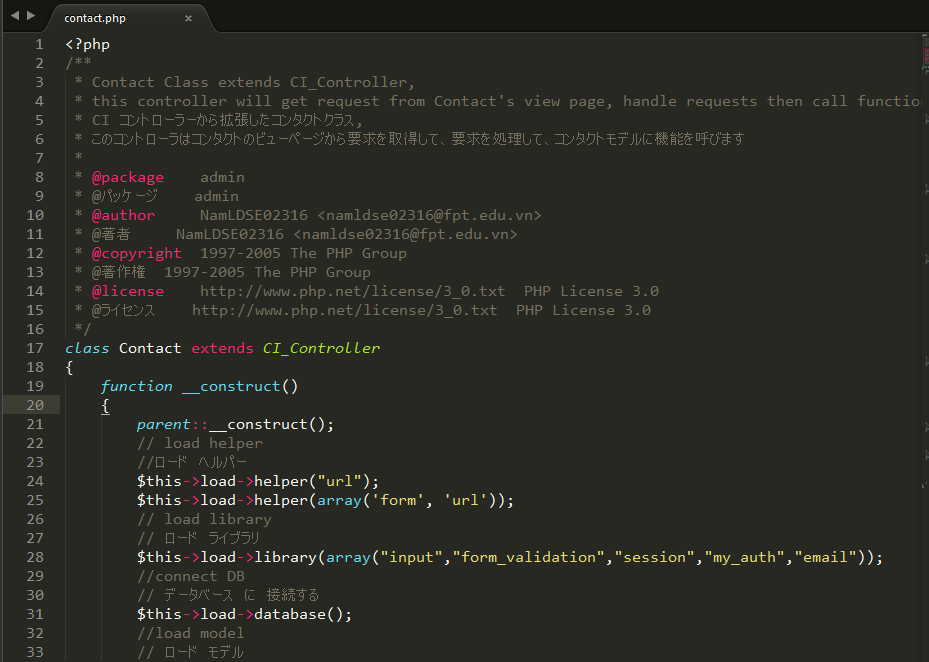 contact.php ×
1 <?php
2 /**
3  * Contact Class extends CI_Controller,
4  * this controller will get request from Contact's view page, handle requests then call functio
5  * CI コントローラーから拡張したコンタクトクラス,
6  * このコントローラはコンタクトのビューページから要求を取得して、要求を処理して、コンタクトモデルに機能を呼びます
7  *
8  * @package    admin
9  * @パッケージ    admin
10  * @author     NamLDSE02316 <namldse02316@fpt.edu.vn>
11  * @著者     NamLDSE02316 <namldse02316@fpt.edu.vn>
12  * @copyright  1997-2005 The PHP Group
13  * @著作権  1997-2005 The PHP Group
14  * @license    http://www.php.net/license/3_0.txt  PHP License 3.0
15  * @ライセンス    http://www.php.net/license/3_0.txt  PHP License 3.0
16  */
17 class Contact extends CI_Controller
18 {
19     function __construct()
20     {
21         parent::__construct();
22         // load helper
23         //ロード ヘルパー
24         $this->load->helper("url");
25         $this->load->helper(array('form', 'url'));
26         // load library
27         // ロード ライブラリ
28         $this->load->library(array("input","form_validation","session","my_auth","email"));
29         //connect DB
30         // データベース に 接続する
31         $this->load->database();
32         //load model
33         // ロード モデル